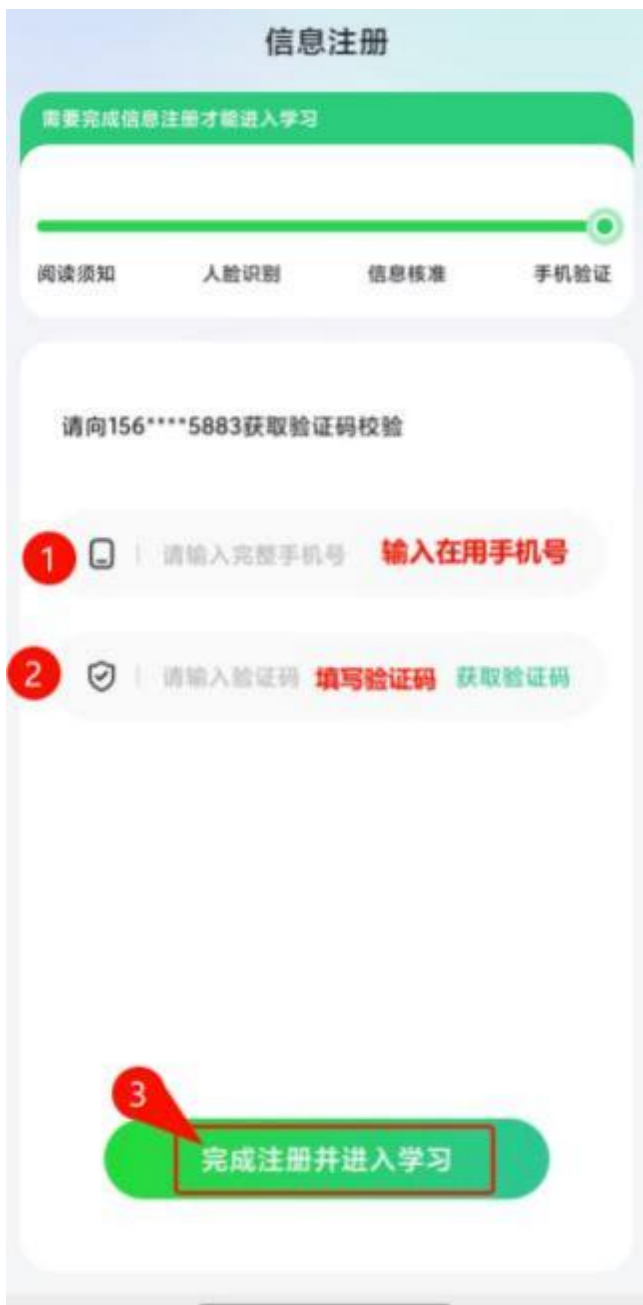 信息注册
需要完成信息注册才能进入学习
阅读须知 人脸识别 信息核准 手机验证
请向156****5883获取验证码校验
1 请输入完整手机号 输入在用手机号
2 请输入验证码 填写验证码 获取验证码
3
完成注册并进入学习